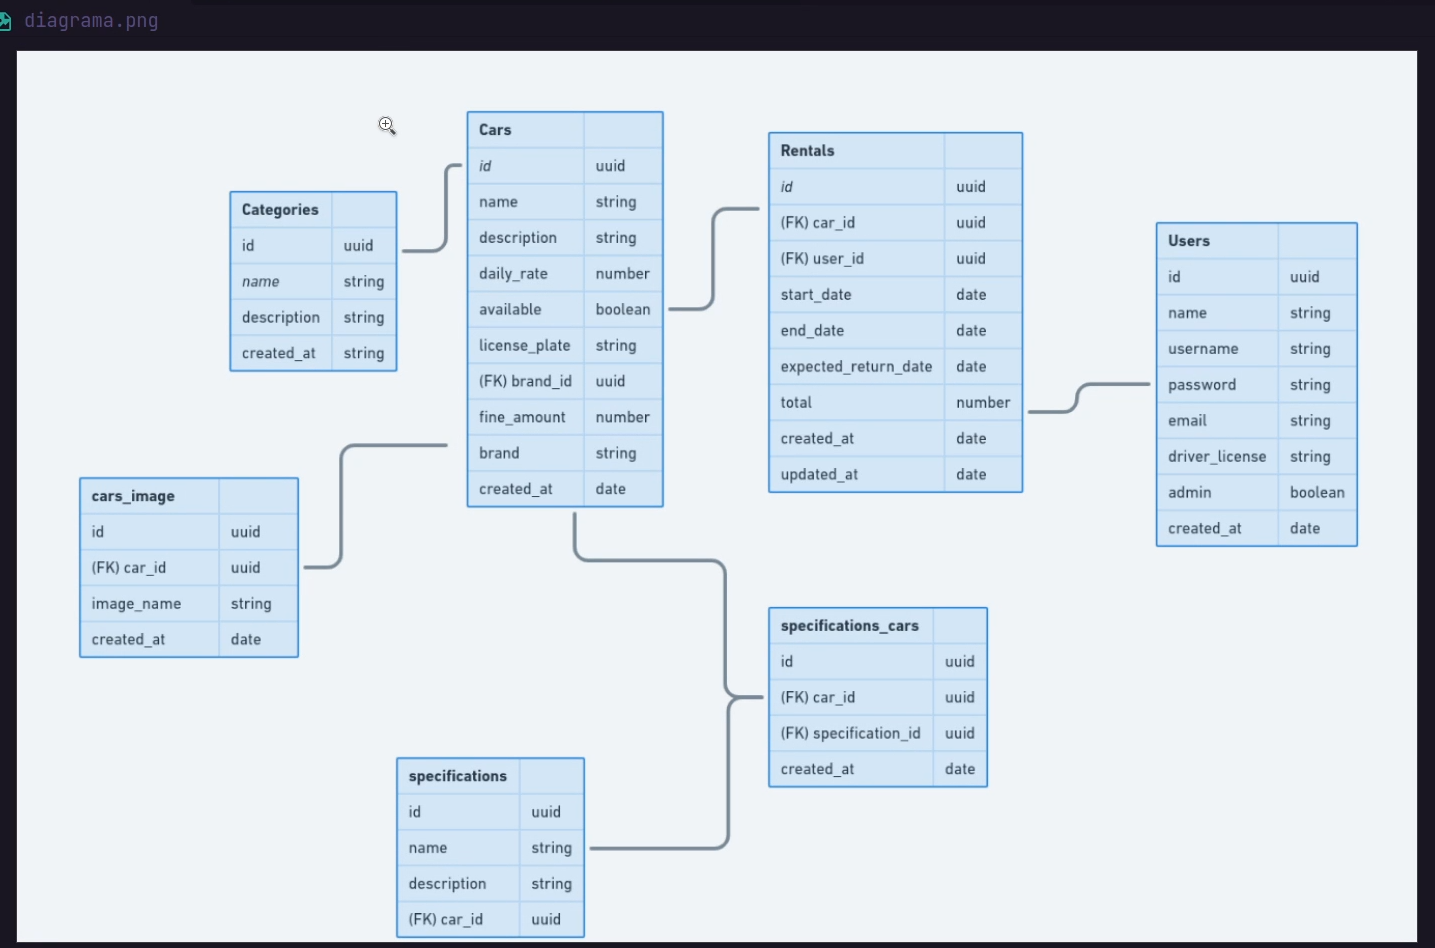 diagrama.png
Cars
id uuid
name string
description string
daily_rate number
available boolean
license_plate string
(FK) brand_id uuid
fine_amount number
brand string
created_at date
Rentals
id uuid
(FK) car_id uuid
(FK) user_id uuid
start_date date
end_date date
expected_return_date date
total number
created_at date
updated_at date
Categories
id uuid
name string
description string
created_at string
Users
id uuid
name string
username string
password string
email string
driver_license string
admin boolean
created_at date
cars_image
id uuid
(FK) car_id uuid
image_name string
created_at date
specifications_cars
id uuid
(FK) car_id uuid
(FK) specification_id uuid
created_at date
specifications
id uuid
name string
description string
(FK) car_id uuid